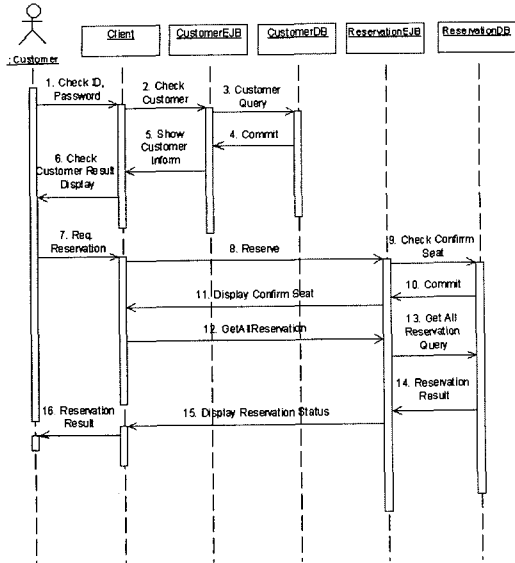 Client
CustomerEJB
CustomerDB
ReservationEJB
ReservationDB
: Customer
1. Check ID,
Password
2. Check
Customer
3. Customer
Query
4. Commit
5. Show
Customer
Inform
6. Check
Customer Result
Display
7. Req.
Reservation
8. Reserve
9. Check Confirm
Seat
10. Commit
11. Display Confirm Seat
12. GetAllReservation
13. Get All
Reservation
Query
14. Reservation
Result
15. Display Reservation Status
16. Reservation
Result